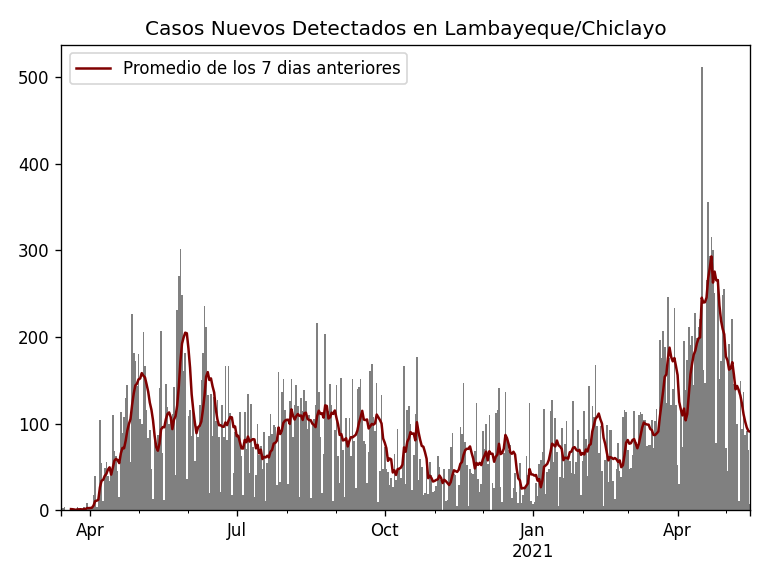 Casos Nuevos Detectados en Lambayeque/Chiclayo
Promedio de los 7 dias anteriores
500
400
300
200
100
0
Apr Jul Oct Jan Apr
2021